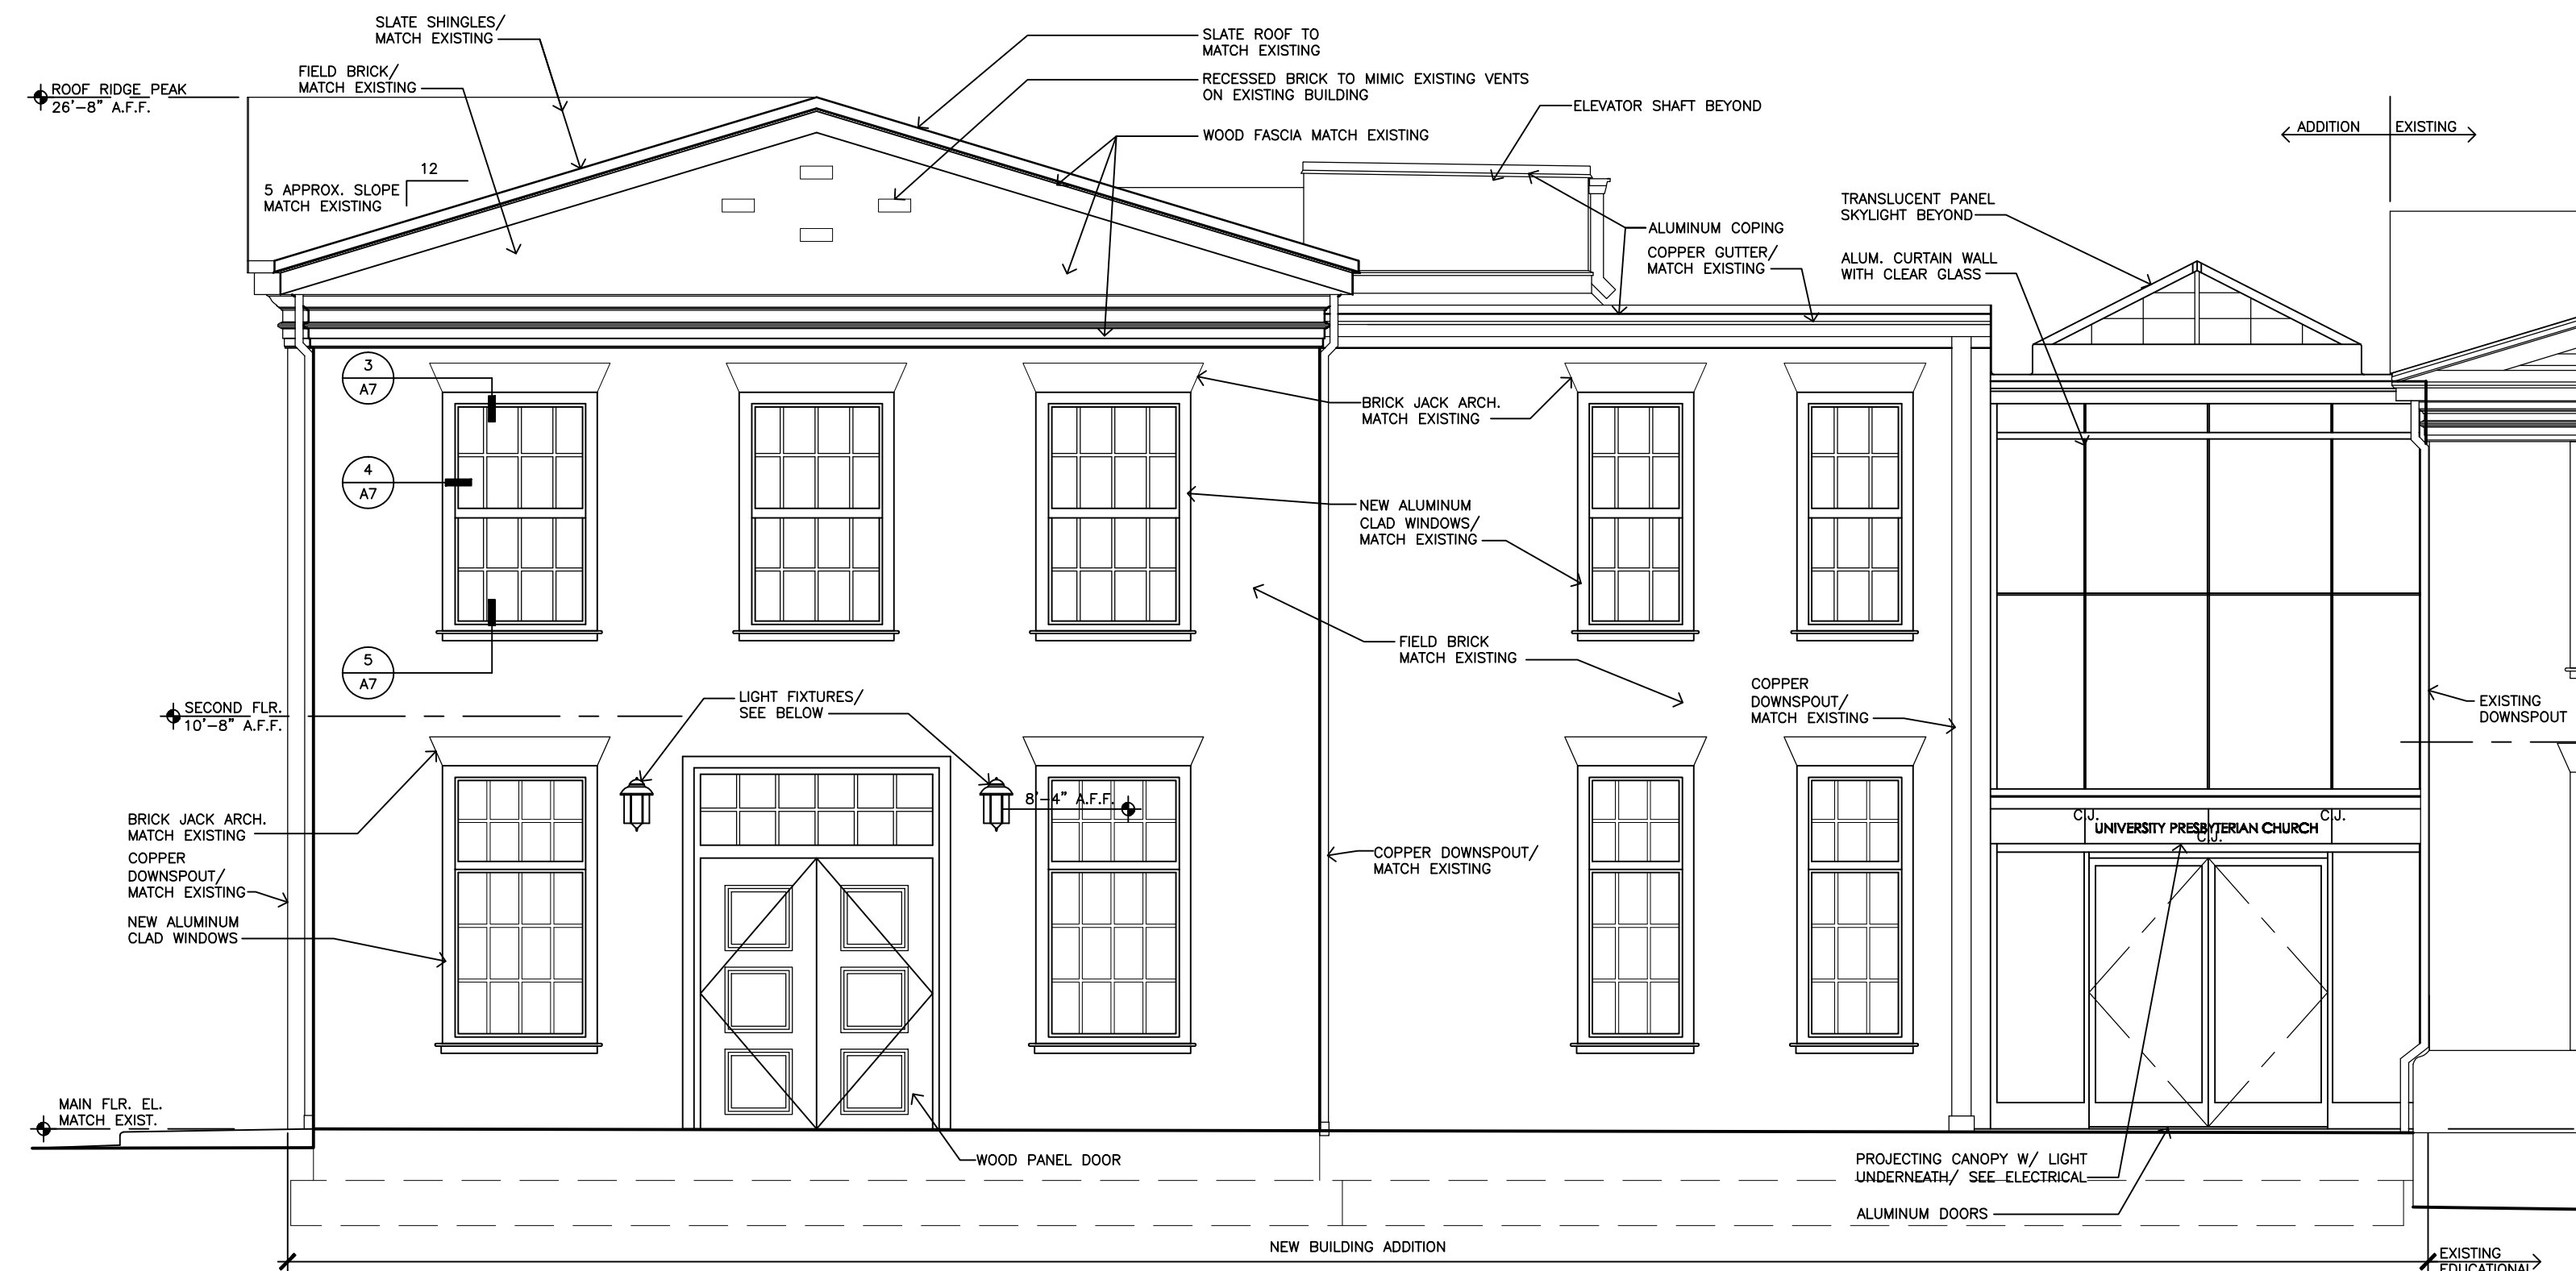 SLATE SHINGLES/
MATCH EXISTING
FIELD BRICK/
MATCH EXISTING
ROOF RIDGE PEAK
26'-8" A.F.F.
12
5 APPROX. SLOPE
MATCH EXISTING
SLATE ROOF TO
MATCH EXISTING
RECESSED BRICK TO MIMIC EXISTING VENTS
ON EXISTING BUILDING
WOOD FASCIA MATCH EXISTING
ELEVATOR SHAFT BEYOND
ADDITION
EXISTING
TRANSLUCENT PANEL
SKYLIGHT BEYOND
ALUMINUM COPING
COPPER GUTTER/
MATCH EXISTING
ALUM. CURTAIN WALL
WITH CLEAR GLASS
3
A7
4
A7
5
A7
BRICK JACK ARCH.
MATCH EXISTING
NEW ALUMINUM
CLAD WINDOWS/
MATCH EXISTING
FIELD BRICK
MATCH EXISTING
COPPER
DOWNSPOUT/
MATCH EXISTING
EXISTING
DOWNSPOUT
SECOND FLR.
10'-8" A.F.F.
LIGHT FIXTURES/
SEE BELOW
8'-4" A.F.F.
BRICK JACK ARCH.
MATCH EXISTING
COPPER
DOWNSPOUT/
MATCH EXISTING
NEW ALUMINUM
CLAD WINDOWS
COPPER DOWNSPOUT/
MATCH EXISTING
C.J.
C.J.
UNIVERSITY PRESBYTERIAN CHURCH
C.J.
MAIN FLR. EL.
MATCH EXIST.
WOOD PANEL DOOR
PROJECTING CANOPY W/ LIGHT
UNDERNEATH/ SEE ELECTRICAL
ALUMINUM DOORS
NEW BUILDING ADDITION
EXISTING
EDUCATIONAL